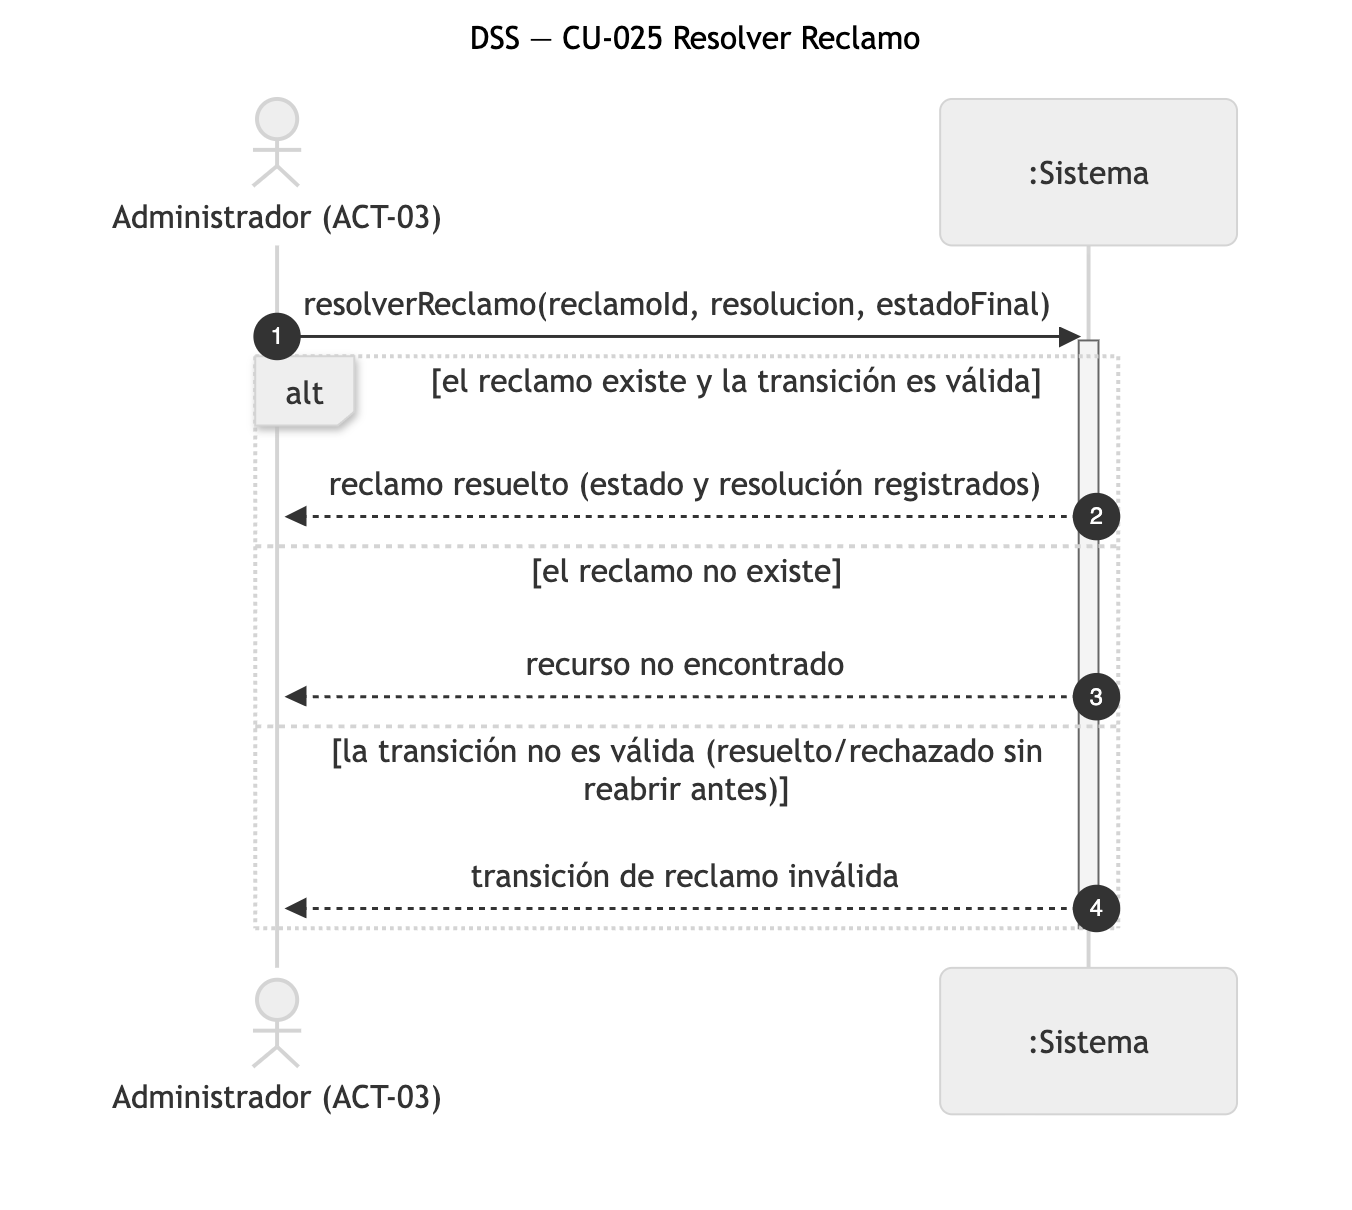 DSS – CU-025 Resolver Reclamo
Administrador (ACT-03)
:Sistema
resolverReclamo(reclamoId, resolucion, estadoFinal)
1
alt
[el reclamo existe y la transición es válida]
reclamo resuelto (estado y resolución registrados)
2
[el reclamo no existe]
recurso no encontrado
3
[la transición no es válida (resuelto/rechazado sin
reabrir antes)]
transición de reclamo inválida
4
Administrador (ACT-03)
:Sistema